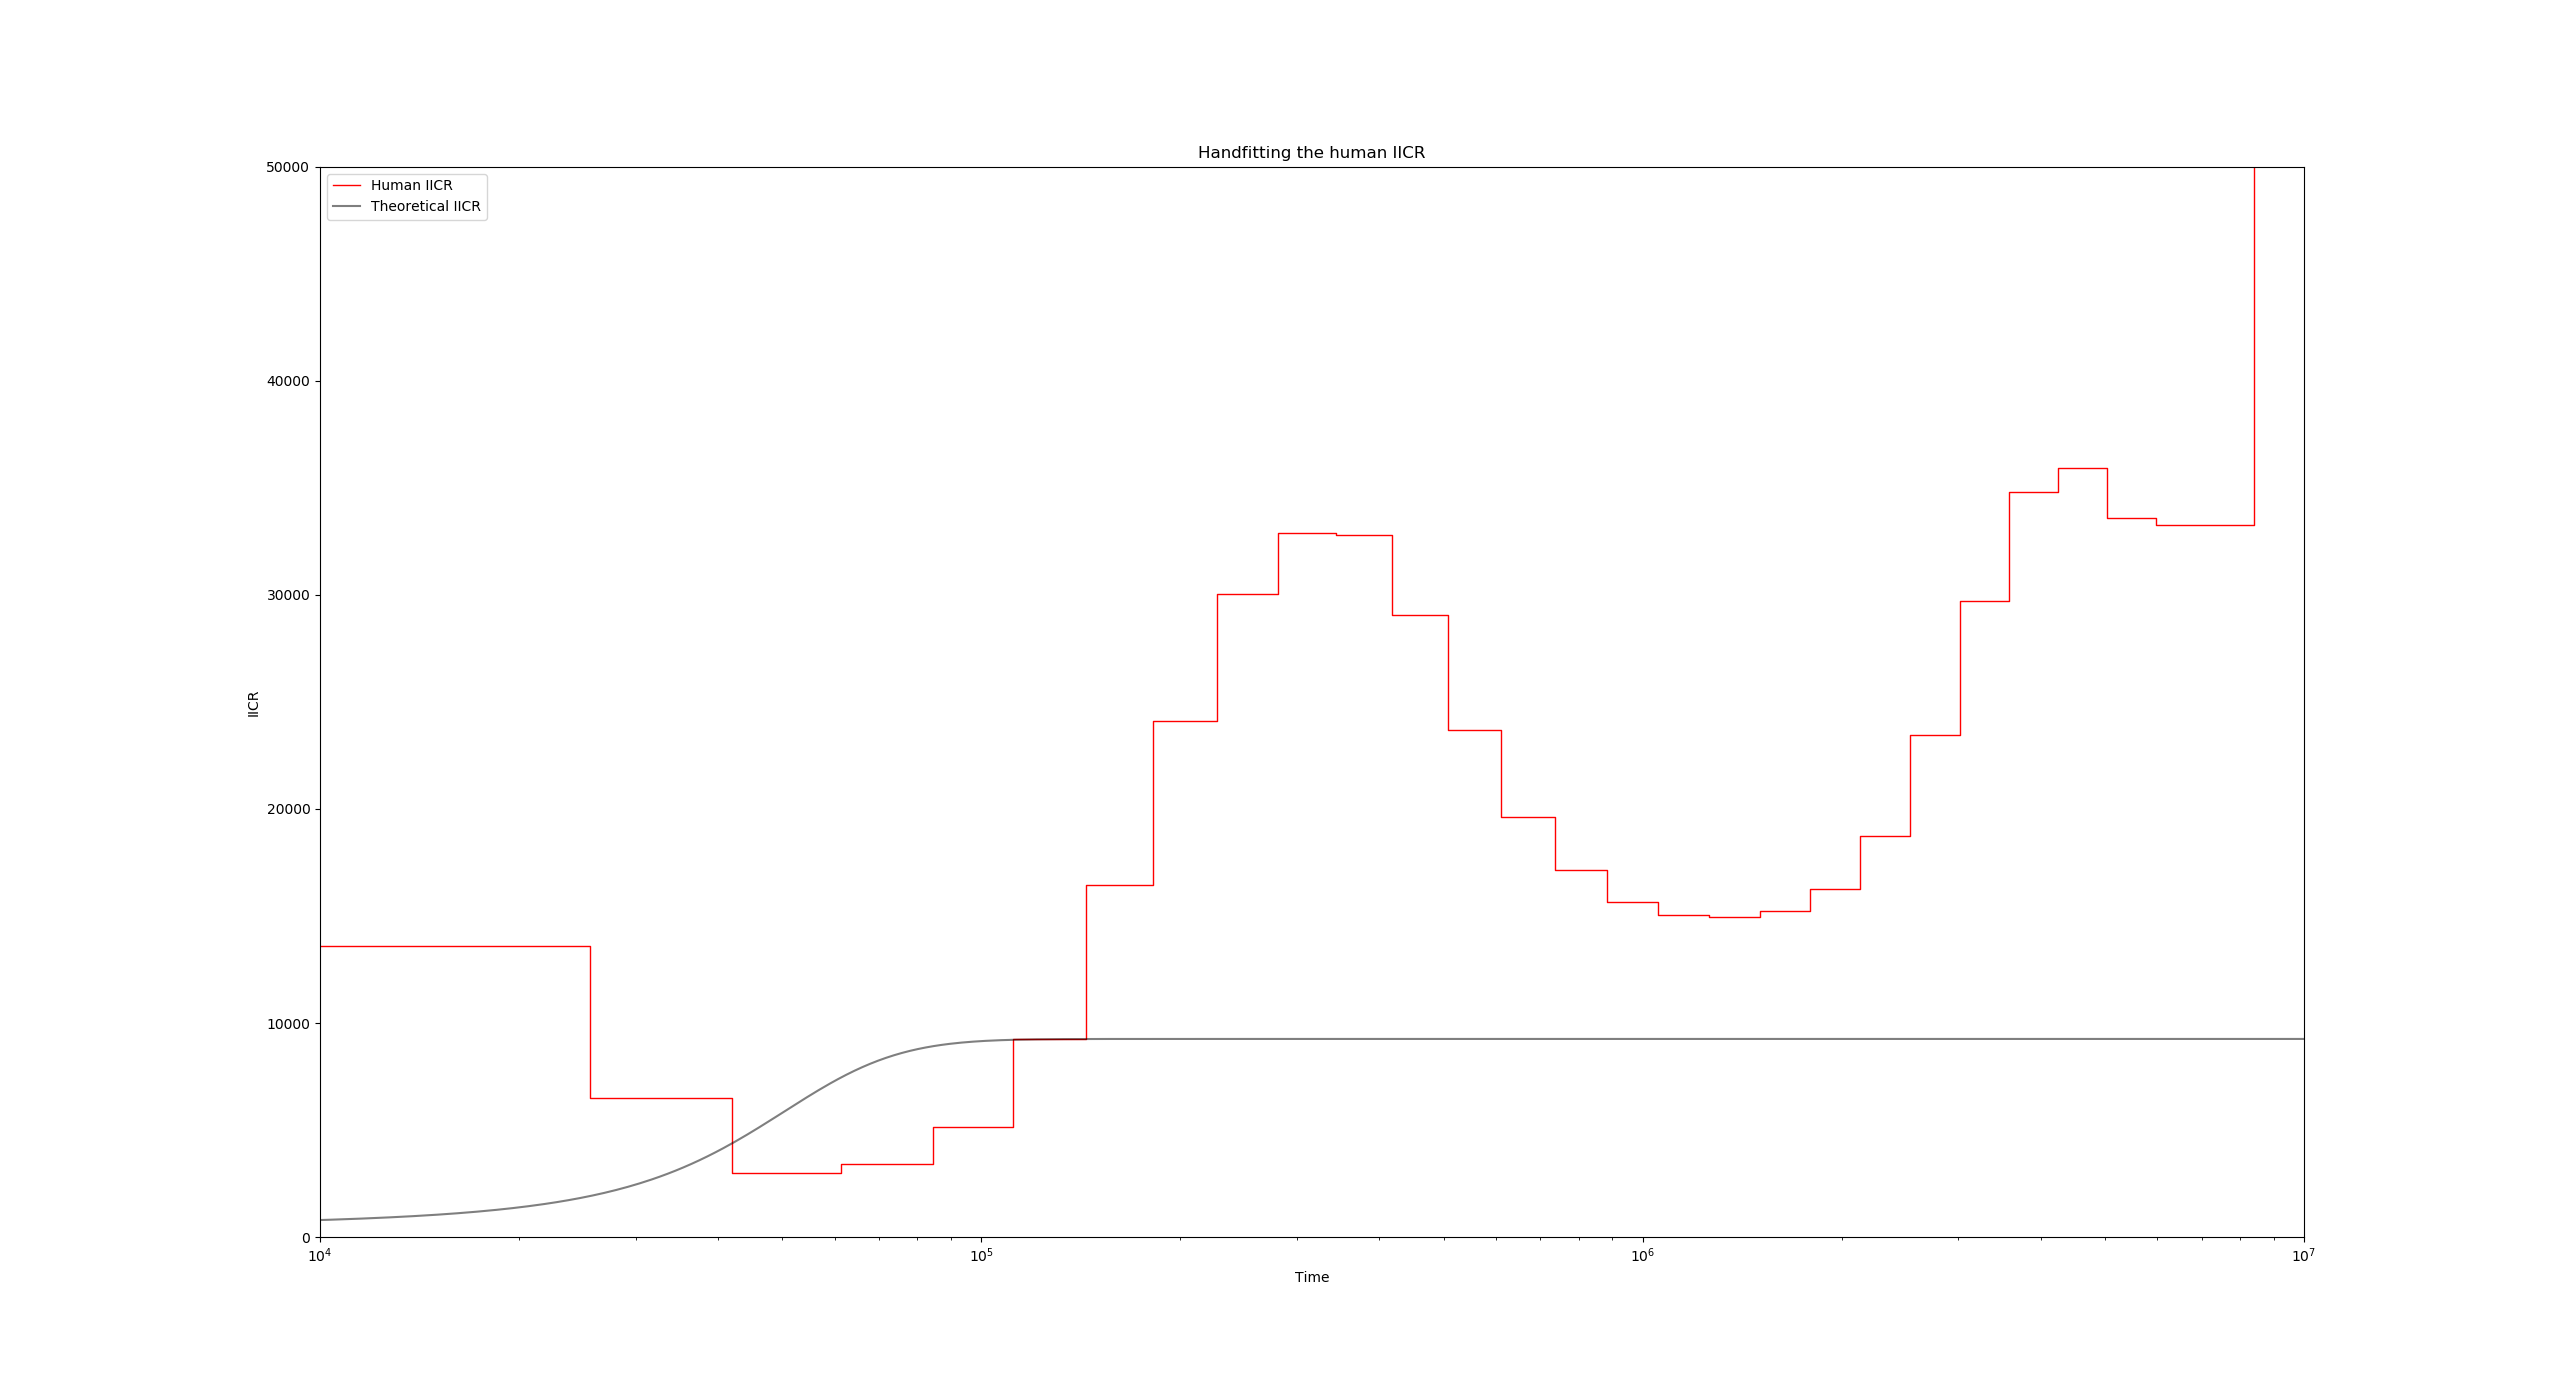 Handfitting the human IICR
50000
Human IICR
Theoretical IICR
40000
30000
IICR
20000
10000
0
10^4 10^5 10^6 10^7
Time